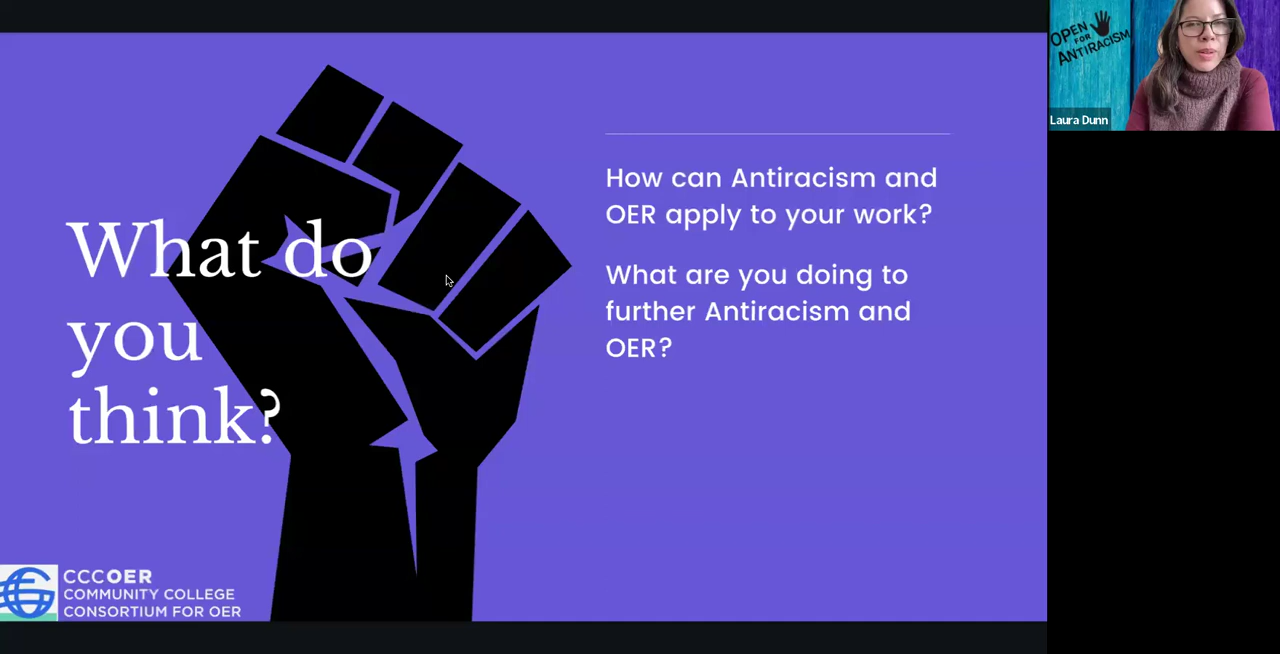 What do
you
think?
How can Antiracism and
OER apply to your work?
What are you doing to
further Antiracism and
OER?
CCCOER
COMMUNITY COLLEGE
CONSORTIUM FOR OER
OPEN
FOR
ANTIRACISM
Laura Dunn